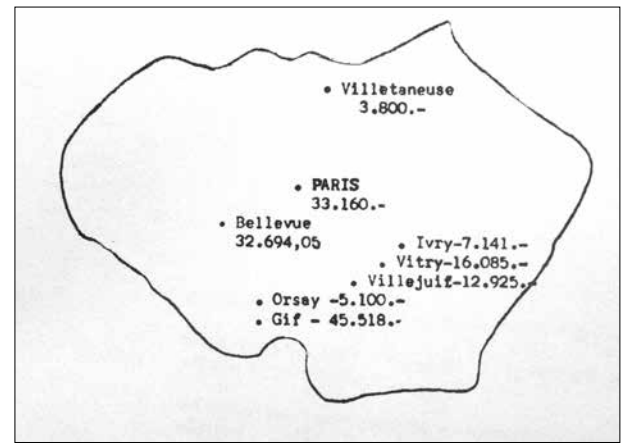 Villetaneuse
3.800.-
PARIS
33.160.-
Bellevue
32.694,05
Ivry-7.141.-
Vitry-16.085.-
Villejuif-12.925.-
Orsay -5.100.-
Gif - 45.518.-